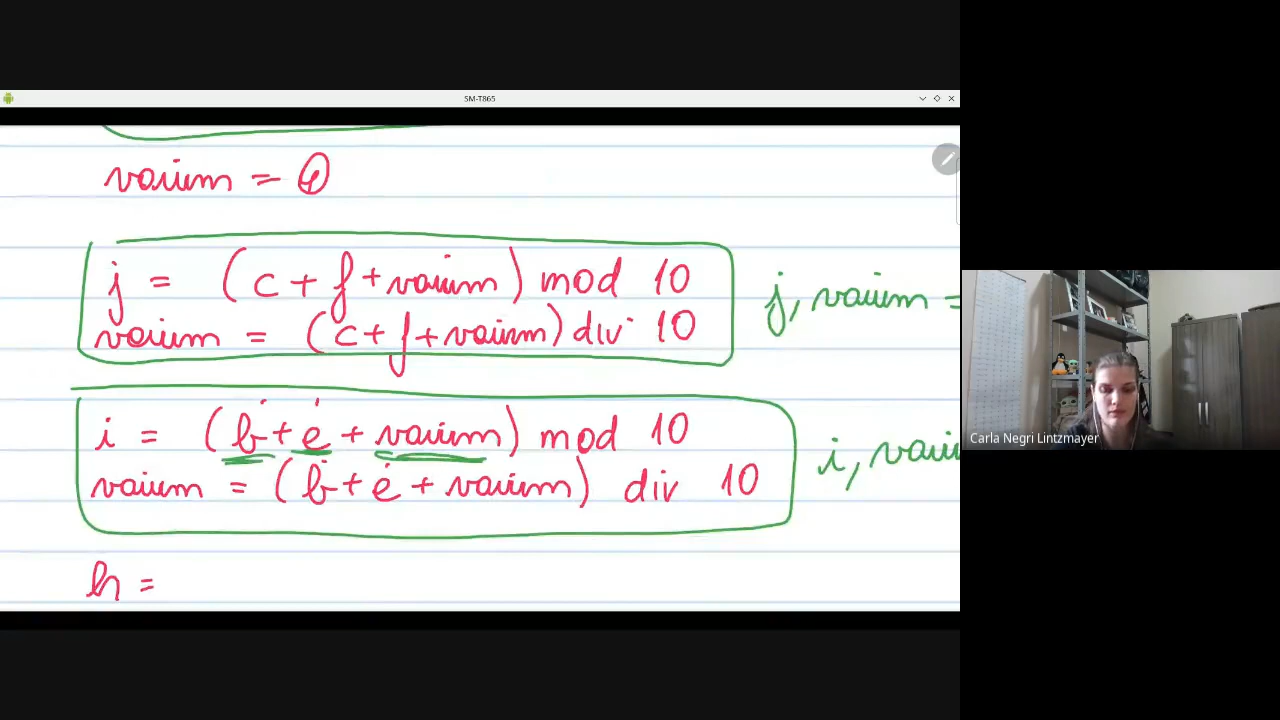 SM-T865
vaium = 0
j = (c + f + vaium) mod 10
vaium = (c + f + vaium) div 10
j, vaium =
i = (b + e + vaium) mod 10
vaium = (b + e + vaium) div 10
i, vaiu
h =
Carla Negri Lintzmayer